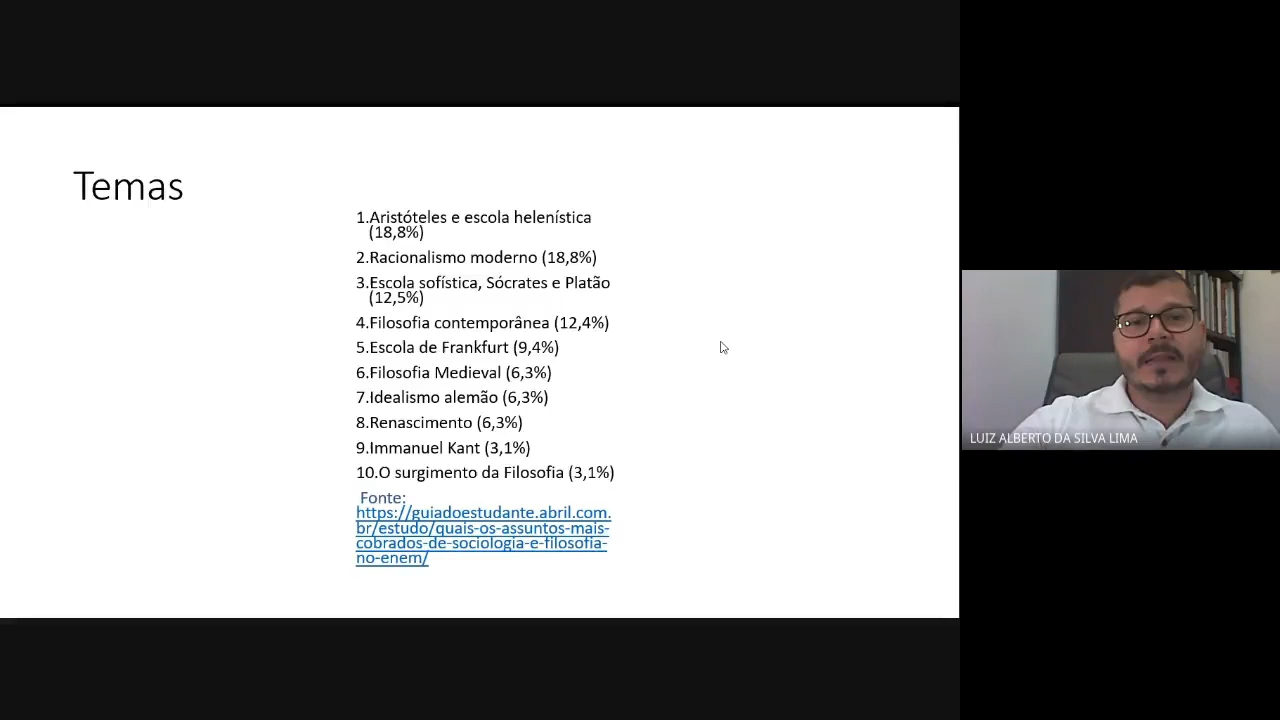 Temas
1.Aristóteles e escola helenística
(18,8%)
2.Racionalismo moderno (18,8%)
3.Escola sofística, Sócrates e Platão
(12,5%)
4.Filosofia contemporânea (12,4%)
5.Escola de Frankfurt (9,4%)
6.Filosofia Medieval (6,3%)
7.Idealismo alemão (6,3%)
8.Renascimento (6,3%)
9.Immanuel Kant (3,1%)
10.O surgimento da Filosofia (3,1%)
Fonte:
https://guiadoestudante.abril.com.
br/estudo/quais-os-assuntos-mais-
cobrados-de-sociologia-e-filosofia-
no-enem/
LUIZ ALBERTO DA SILVA LIMA